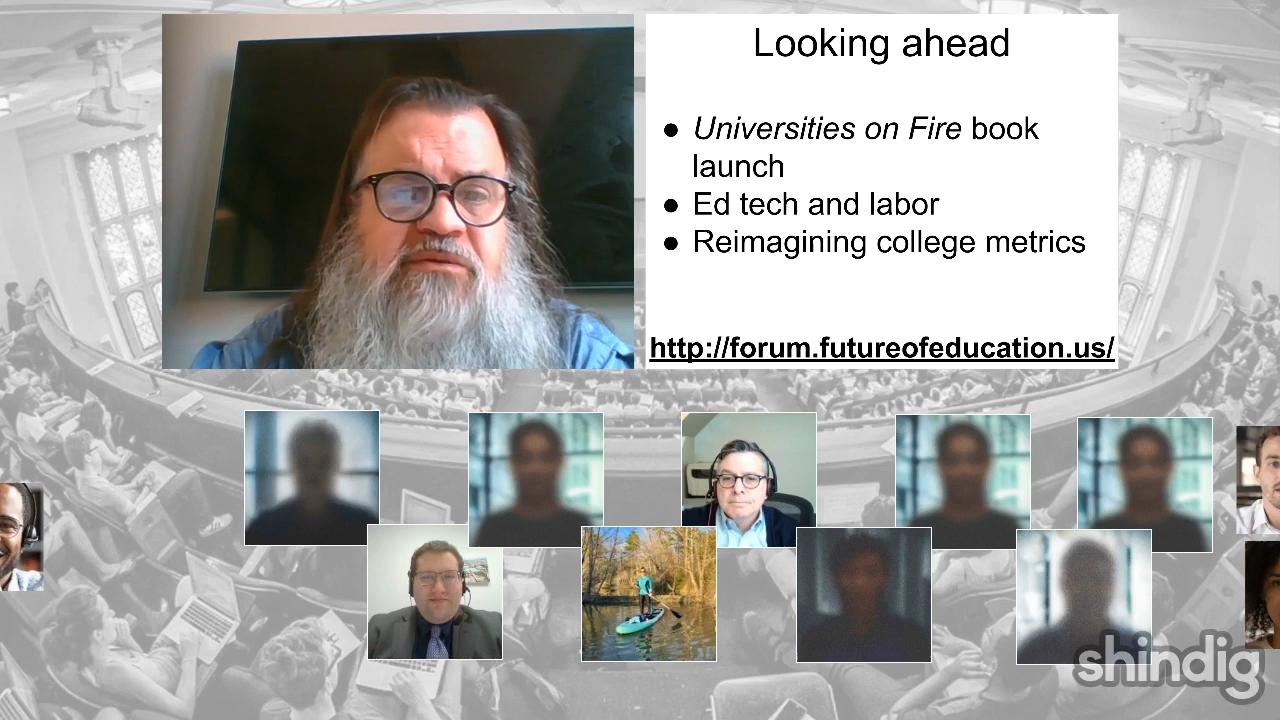 Looking ahead
● Universities on Fire book
launch
● Ed tech and labor
● Reimagining college metrics
http://forum.futureofeducation.us/
shindig